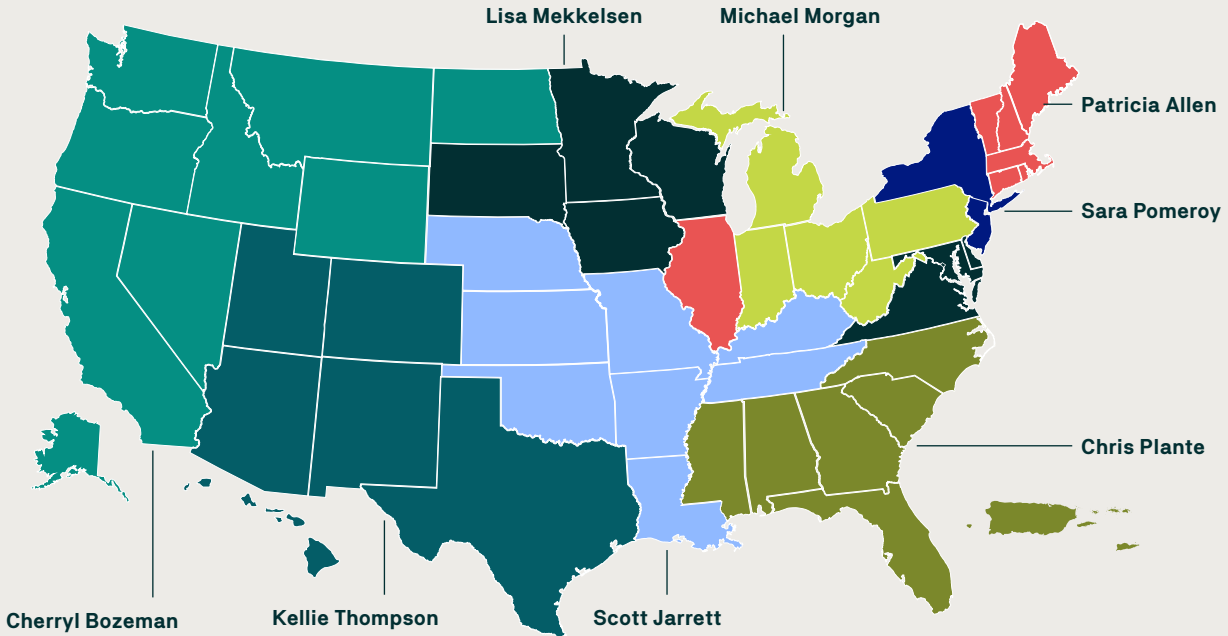 Lisa Mekkelsen
Michael Morgan
Patricia Allen
Sara Pomeroy
Chris Plante
Cherryl Bozeman
Kellie Thompson
Scott Jarrett